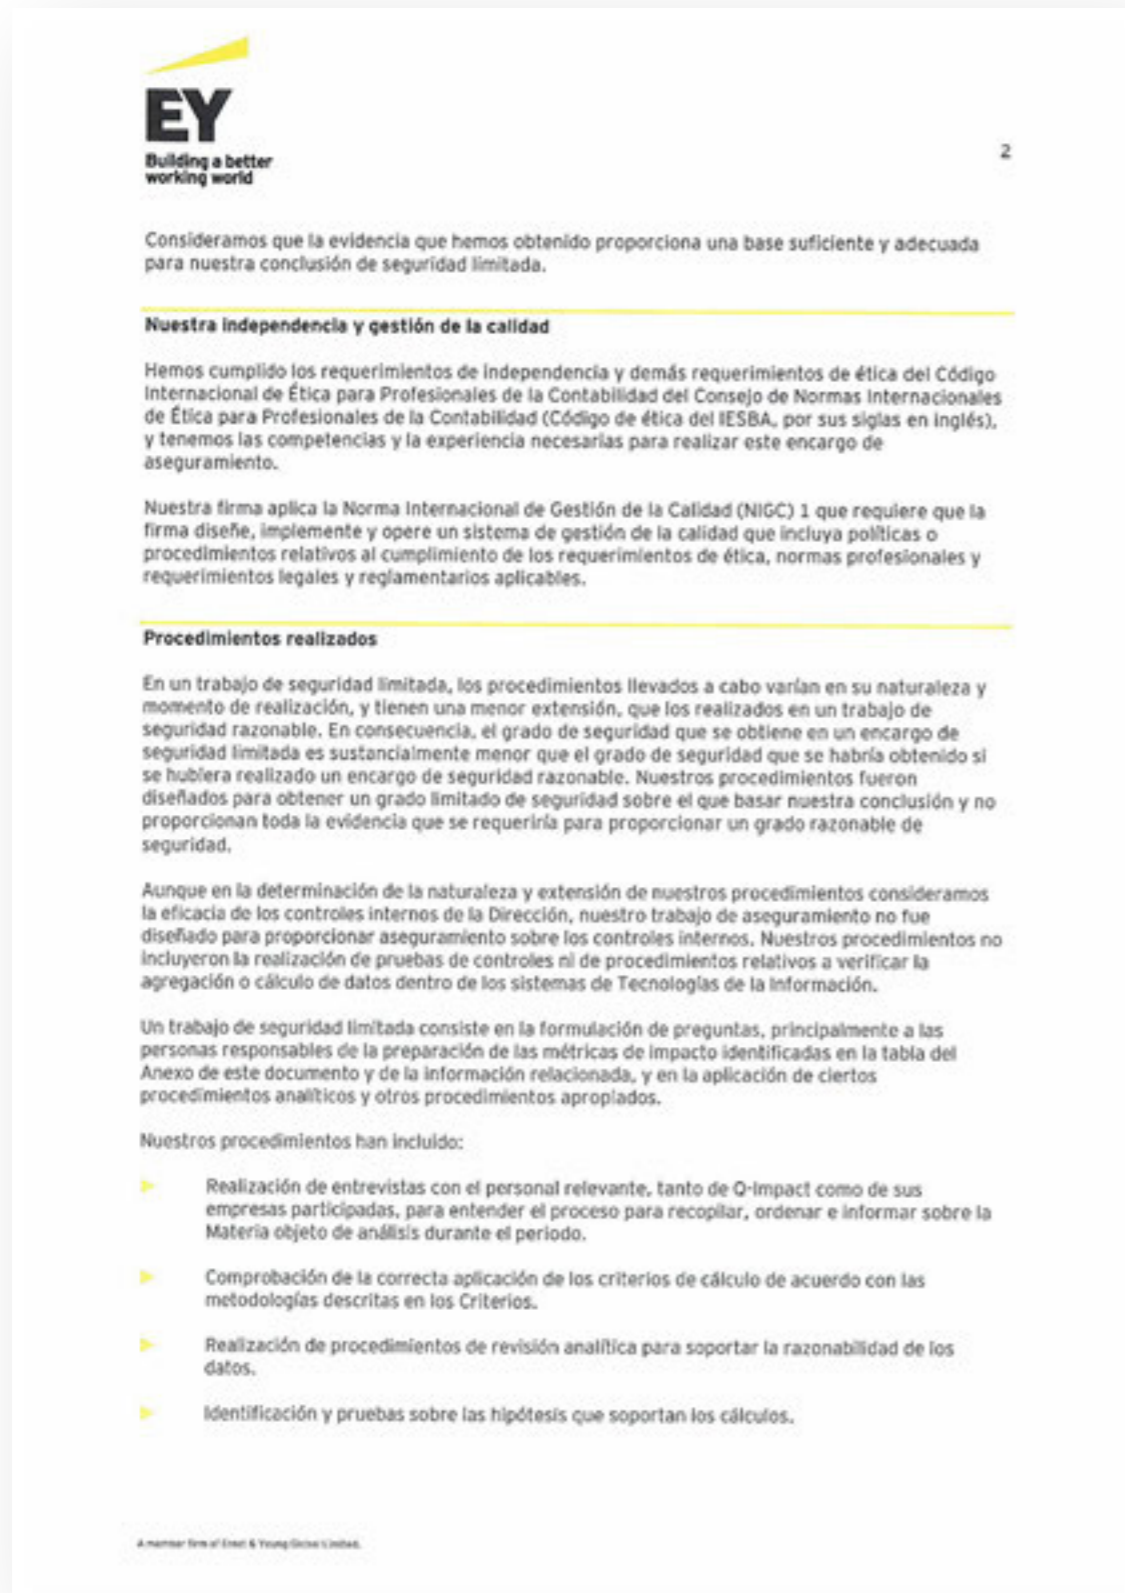 EY
Building a better
working world
2
Consideramos que la evidencia que hemos obtenido proporciona una base suficiente y adecuada
para nuestra conclusión de seguridad limitada.
Nuestra independencia y gestión de la calidad
Hemos cumplido los requerimientos de independencia y demás requerimientos de ética del Código
Internacional de Ética para Profesionales de la Contabilidad del Consejo de Normas Internacionales
de Ética para Profesionales de la Contabilidad (Código de ética del IESBA, por sus siglas en inglés),
y tenemos las competencias y la experiencia necesarias para realizar este encargo de
aseguramiento.
Nuestra firma aplica la Norma Internacional de Gestión de la Calidad (NIGC) 1 que requiere que la
firma diseñe, implemente y opere un sistema de gestión de la calidad que incluya políticas o
procedimientos relativos al cumplimiento de los requerimientos de ética, normas profesionales y
requerimientos legales y reglamentarios aplicables.
Procedimientos realizados
En un trabajo de seguridad limitada, los procedimientos llevados a cabo varían en su naturaleza y
momento de realización, y tienen una menor extensión, que los realizados en un trabajo de
seguridad razonable. En consecuencia, el grado de seguridad que se obtiene en un encargo de
seguridad limitada es sustancialmente menor que el grado de seguridad que se habría obtenido si
se hubiera realizado un encargo de seguridad razonable. Nuestros procedimientos fueron
diseñados para obtener un grado limitado de seguridad sobre el que basar nuestra conclusión y no
proporcionan toda la evidencia que se requeriría para proporcionar un grado razonable de
seguridad.
Aunque en la determinación de la naturaleza y extensión de nuestros procedimientos consideramos
la eficacia de los controles internos de la Dirección, nuestro trabajo de aseguramiento no fue
diseñado para proporcionar aseguramiento sobre los controles internos. Nuestros procedimientos no
incluyeron la realización de pruebas de controles ni de procedimientos relativos a verificar la
agregación o cálculo de datos dentro de los sistemas de Tecnologías de la Información.
Un trabajo de seguridad limitada consiste en la formulación de preguntas, principalmente a las
personas responsables de la preparación de las métricas de impacto identificadas en la tabla del
Anexo de este documento y de la información relacionada, y en la aplicación de ciertos
procedimientos analíticos y otros procedimientos apropiados.
Nuestros procedimientos han incluido:
Realización de entrevistas con el personal relevante, tanto de Q-Impact como de sus
empresas participadas, para entender el proceso para recopilar, ordenar e informar sobre la
Materia objeto de análisis durante el periodo.
Comprobación de la correcta aplicación de los criterios de cálculo de acuerdo con las
metodologías descritas en los Criterios.
Realización de procedimientos de revisión analítica para soportar la razonabilidad de los
datos.
Identificación y pruebas sobre las hipótesis que soportan los cálculos.
A member firm of Ernst & Young Global Limited.